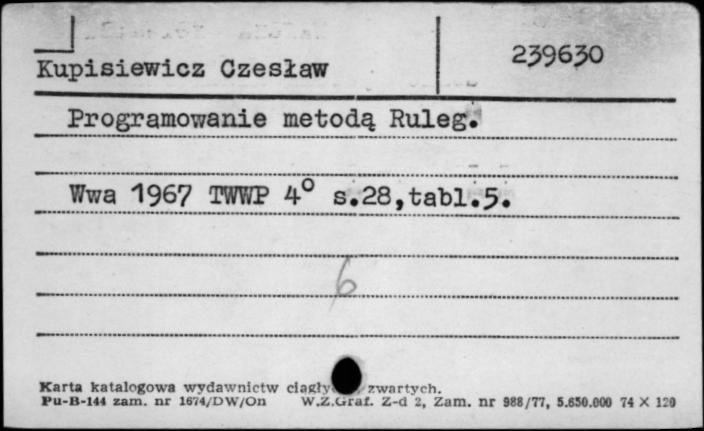 239630
Kupisiewicz Czesław
Programowanie metodą Ruleg.
Wwa 1967 TWWP 4° s.28,tabl.5.
6
Karta katalogowa wydawnictw zwartych.
Pu-B-144 zam. nr 1674/DW/On W.Z.Graf. Z-d 2, Zam. nr 988/77, 5.650.000 74 X 120